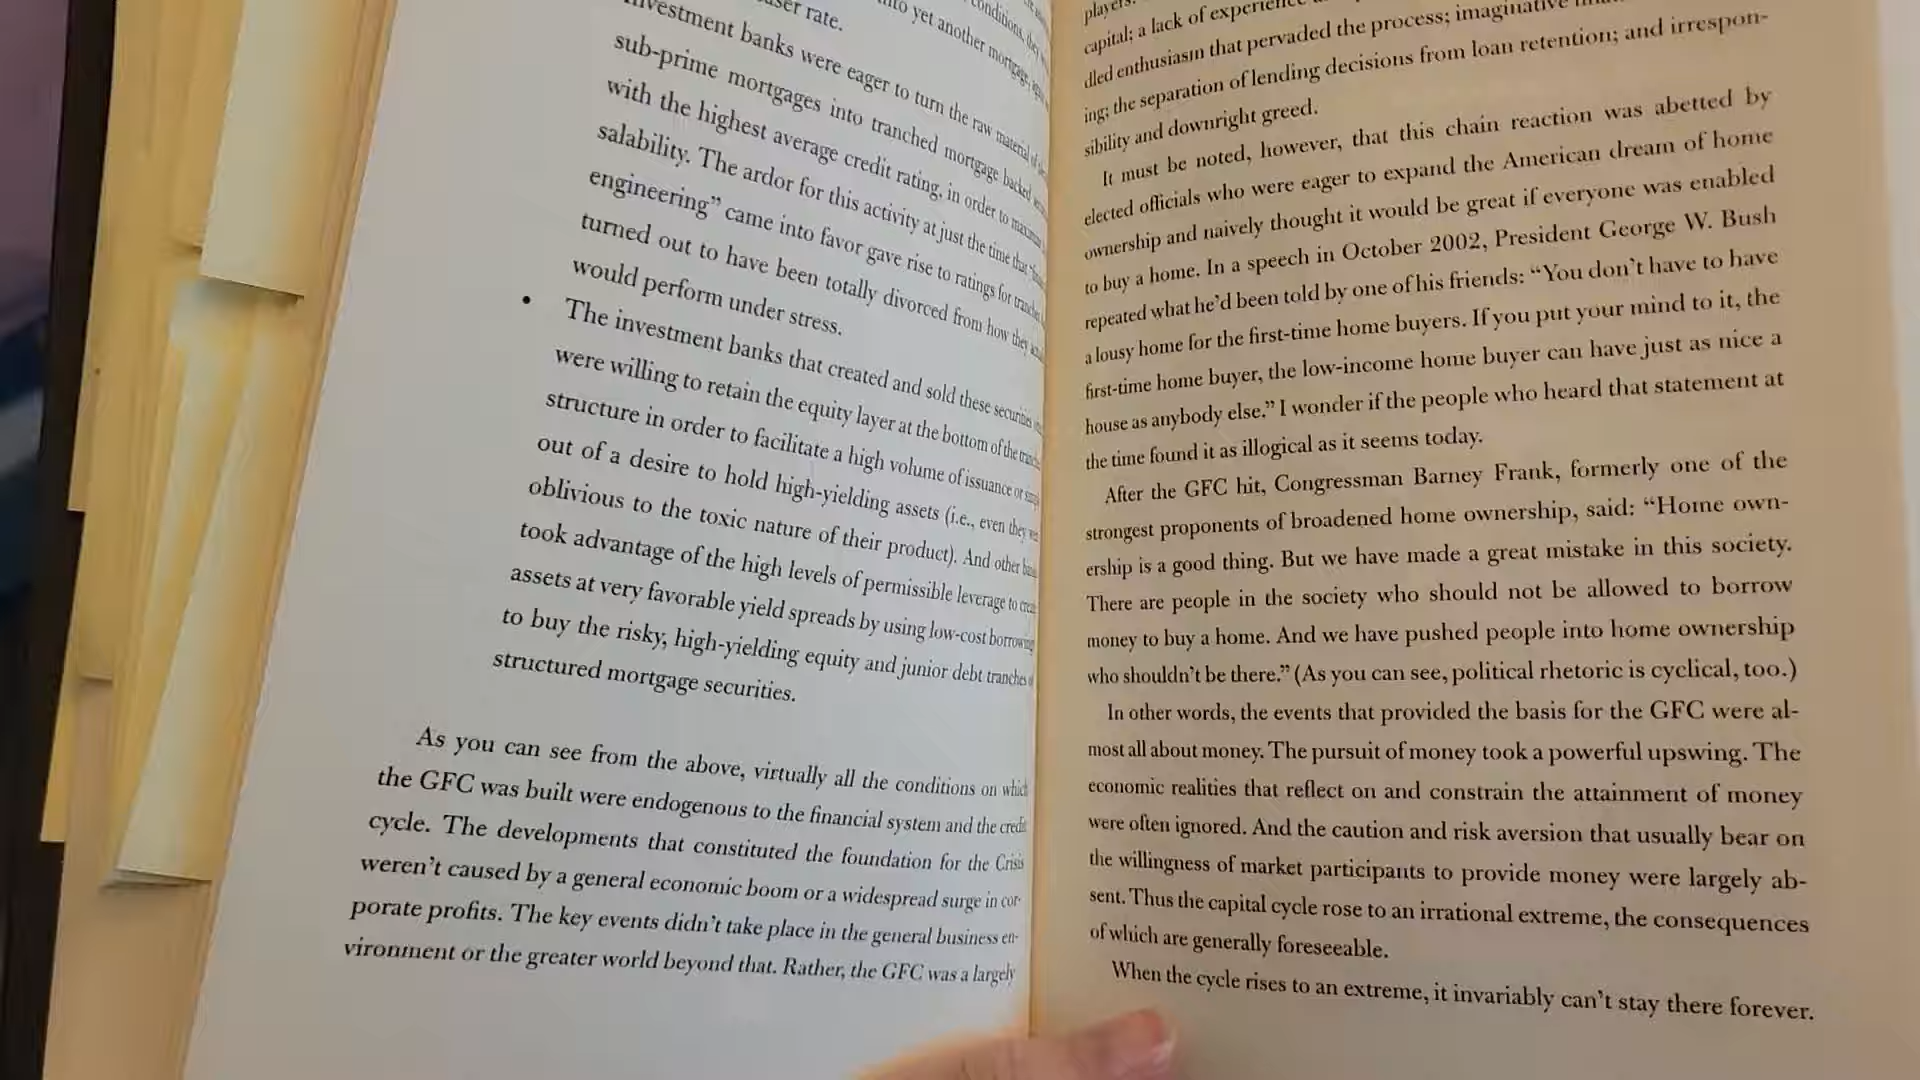 user rate.
into yet another mortgage,
conditions, they
investment banks were eager to turn the raw material of
sub-prime mortgages into tranched mortgage backed
with the highest average credit rating, in order to
salability. The ardor for this activity at just the time that
engineering” came into favor gave rise to ratings for
turned out to have been totally divorced from how they
would perform under stress.
• The investment banks that created and sold these securities
were willing to retain the equity layer at the bottom of the
structure in order to facilitate a high volume of issuance or
out of a desire to hold high-yielding assets (i.e., even they
oblivious to the toxic nature of their product). And other
took advantage of the high levels of permissible leverage to
assets at very favorable yield spreads by using low-cost
to buy the risky, high-yielding equity and junior debt tranches
structured mortgage securities.
As you can see from the above, virtually all the conditions on which
the GFC was built were endogenous to the financial system and the credit
cycle. The developments that constituted the foundation for the Crisis
weren’t caused by a general economic boom or a widespread surge in cor-
porate profits. The key events didn’t take place in the general business en-
vironment or the greater world beyond that. Rather, the GFC was a largely
players.
capital; a lack of experience
dled enthusiasm that pervaded the process; imaginative
ing; the separation of lending decisions from loan retention; and irrespon-
sibility and downright greed.
It must be noted, however, that this chain reaction was abetted by
elected officials who were eager to expand the American dream of home
ownership and naively thought it would be great if everyone was enabled
to buy a home. In a speech in October 2002, President George W. Bush
repeated what he’d been told by one of his friends: “You don’t have to have
a lousy home for the first-time home buyers. If you put your mind to it, the
first-time home buyer, the low-income home buyer can have just as nice a
house as anybody else.” I wonder if the people who heard that statement at
the time found it as illogical as it seems today.
After the GFC hit, Congressman Barney Frank, formerly one of the
strongest proponents of broadened home ownership, said: “Home own-
ership is a good thing. But we have made a great mistake in this society.
There are people in the society who should not be allowed to borrow
money to buy a home. And we have pushed people into home ownership
who shouldn’t be there.” (As you can see, political rhetoric is cyclical, too.)
In other words, the events that provided the basis for the GFC were al-
most all about money. The pursuit of money took a powerful upswing. The
economic realities that reflect on and constrain the attainment of money
were often ignored. And the caution and risk aversion that usually bear on
the willingness of market participants to provide money were largely ab-
sent. Thus the capital cycle rose to an irrational extreme, the consequences
of which are generally foreseeable.
When the cycle rises to an extreme, it invariably can’t stay there forever.